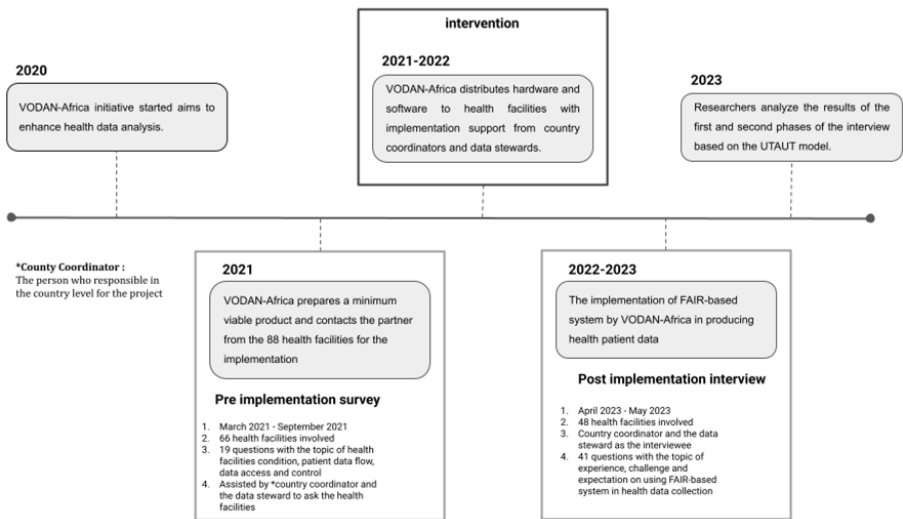 intervention
2020
VODAN-Africa initiative started aims to
enhance health data analysis.
2021-2022
VODAN-Africa distributes hardware and
software to health facilities with
implementation support from country
coordinators and data stewards.
2023
Researchers analyze the results of the
first and second phases of the interview
based on the UTAUT model.
*County Coordinator :
The person who responsible in
the country level for the project
2021
VODAN-Africa prepares a minimum
viable product and contacts the partner
from the 88 health facilities for the
implementation
Pre implementation survey
1. March 2021 - September 2021
2. 66 health facilities involved
3. 19 questions with the topic of health
facilities condition, patient data flow,
data access and control
4. Assisted by *country coordinator and
the data steward to ask the health
facilities
2022-2023
The implementation of FAIR-based
system by VODAN-Africa in producing
health patient data
Post implementation interview
1. April 2023 - May 2023
2. 48 health facilities involved
3. Country coordinator and the data
steward as the interviewee
4. 41 questions with the topic of
experience, challenge and
expectation on using FAIR-based
system in health data collection